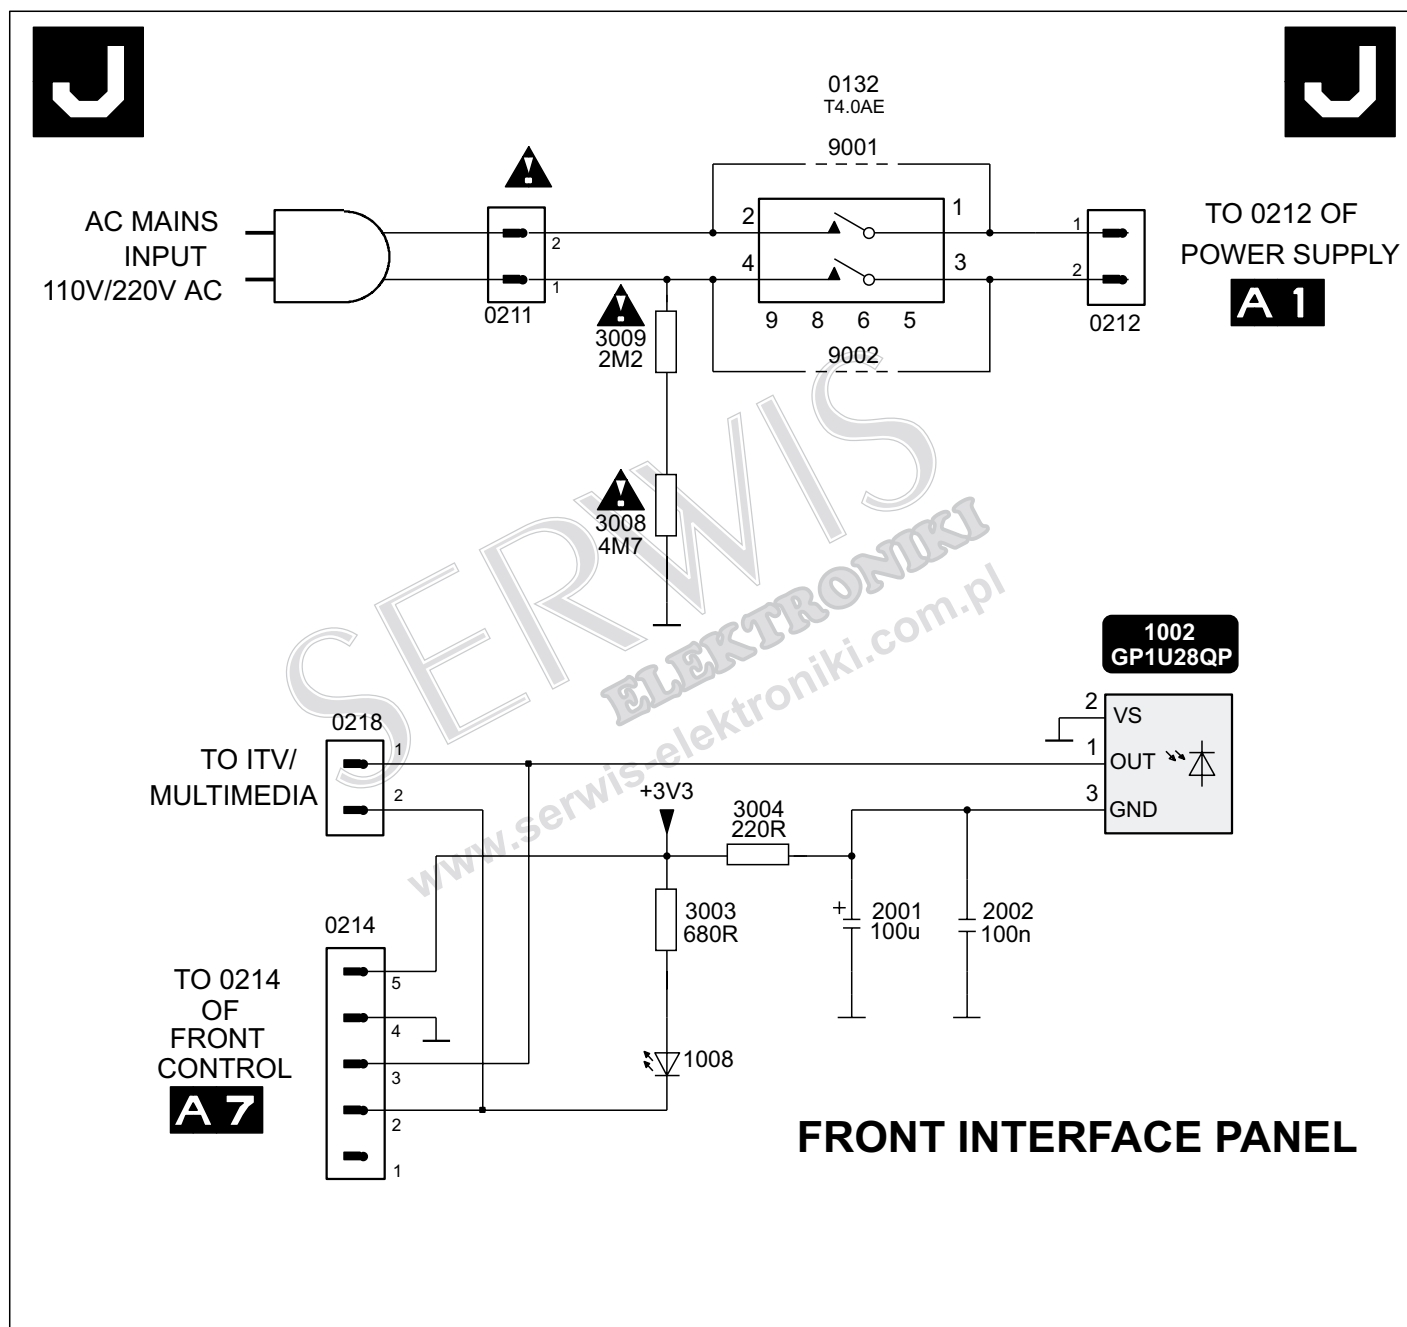 J
J
0132
T4.0AE
9001
AC MAINS
INPUT
110V/220V AC
2
1
0211
2
1
4
3
9 8 6 5
9002
1
2
0212
TO 0212 OF
POWER SUPPLY
A 1
3009
2M2
3008
4M7
SERWIS
ELEKTRONIKI
www.serwis-elektroniki.com.pl
1002
GP1U28QP
2 VS
1 OUT
3 GND
0218
1
2
TO ITV/
MULTIMEDIA
+3V3
3004
220R
3003
680R
2001
100u
+
2002
100n
1008
0214
5
4
3
2
1
TO 0214
OF
FRONT
CONTROL
A 7
FRONT INTERFACE PANEL